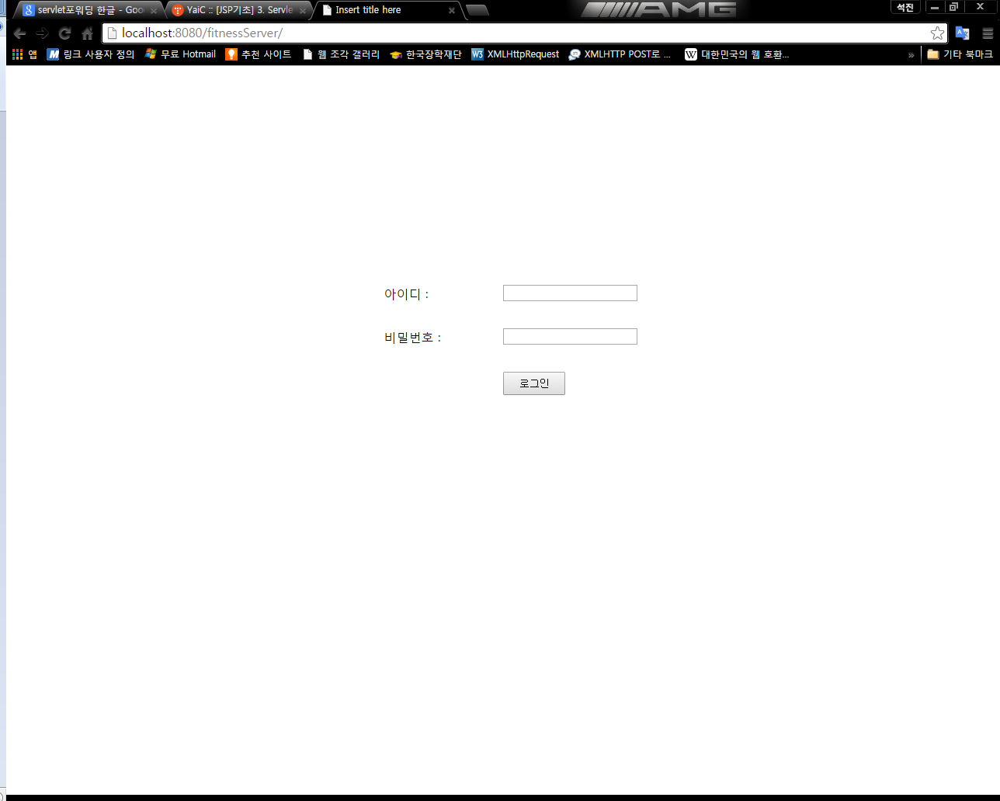 servlet포워딩 한글 - Goo
YaiC :: [JSP기초] 3. Servle
Insert title here
AMG
석진
localhost:8080/fitnessServer/
앱
링크 사용자 정의
무료 Hotmail
추천 사이트
웹 조각 갤러리
한국장학재단
W3
XMLHttpRequest
XMLHTTP POST로 ...
W
대한민국의 웹 호환...
»
기타 북마크
아이디 :
비밀번호 :
로그인